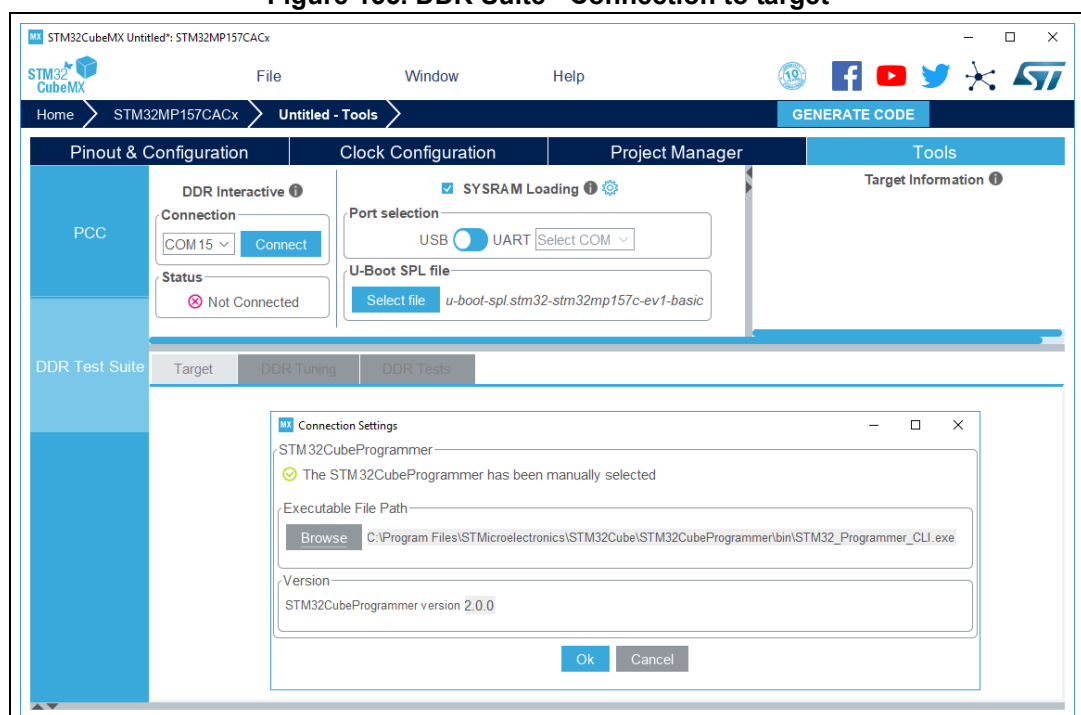 Figure 106. DDR Suite - Connection to target
MX STM32CubeMX Untitled*: STM32MP157CACx
STM32 CubeMX
File Window Help
10
Home STM32MP157CACx Untitled - Tools GENERATE CODE
Pinout & Configuration Clock Configuration Project Manager Tools
DDR Interactive
SYSRAM Loading
Target Information
PCC
Connection
COM15 Connect
Port selection
USB UART Select COM
Status
Not Connected
U-Boot SPL file
Select file u-boot-spl.stm32-stm32mp157c-ev1-basic
DDR Test Suite
Target DDR Tuning DDR Tests
MX Connection Settings
STM32CubeProgrammer
The STM32CubeProgrammer has been manually selected
Executable File Path
Browse C:\Program Files\STMicroelectronics\STM32Cube\STM32CubeProgrammer\bin\STM32_Programmer_CLI.exe
Version
STM32CubeProgrammer version 2.0.0
Ok Cancel